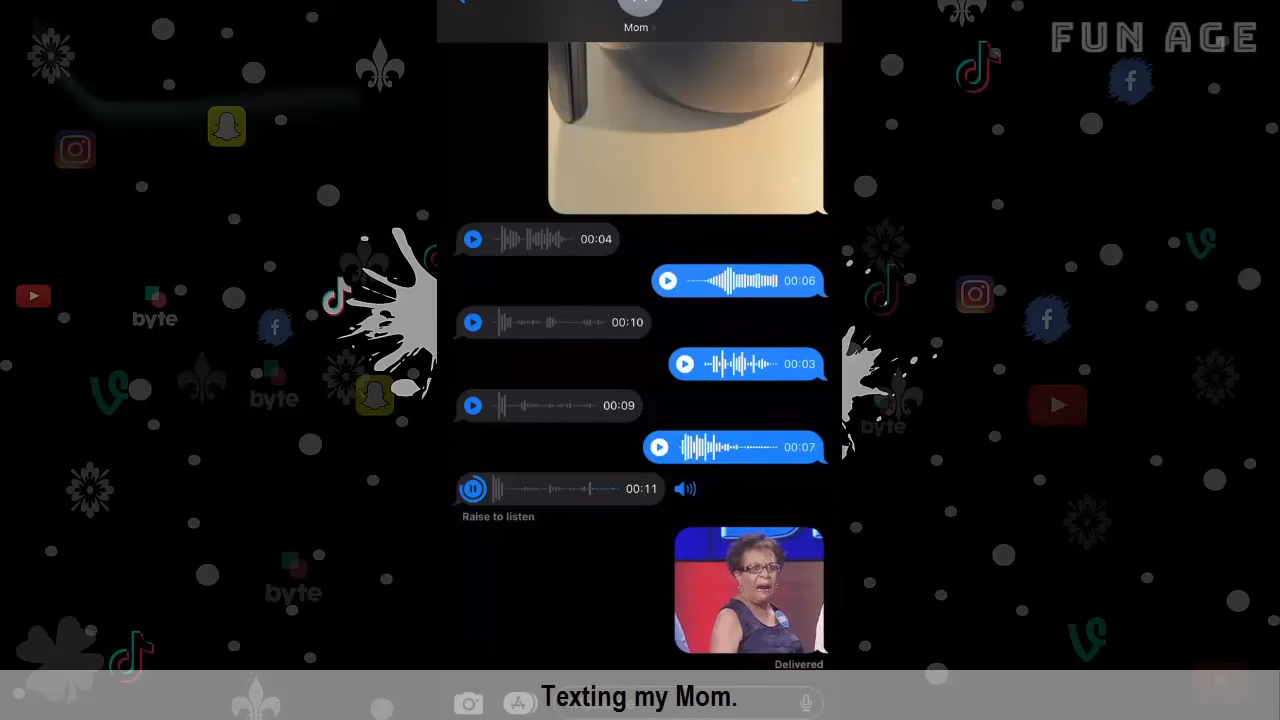 Mom
FUN AGE
00:04
00:06
00:10
byte
00:03
byte
00:09
byte
00:07
00:11
Raise to listen
byte
Delivered
Texting my Mom.